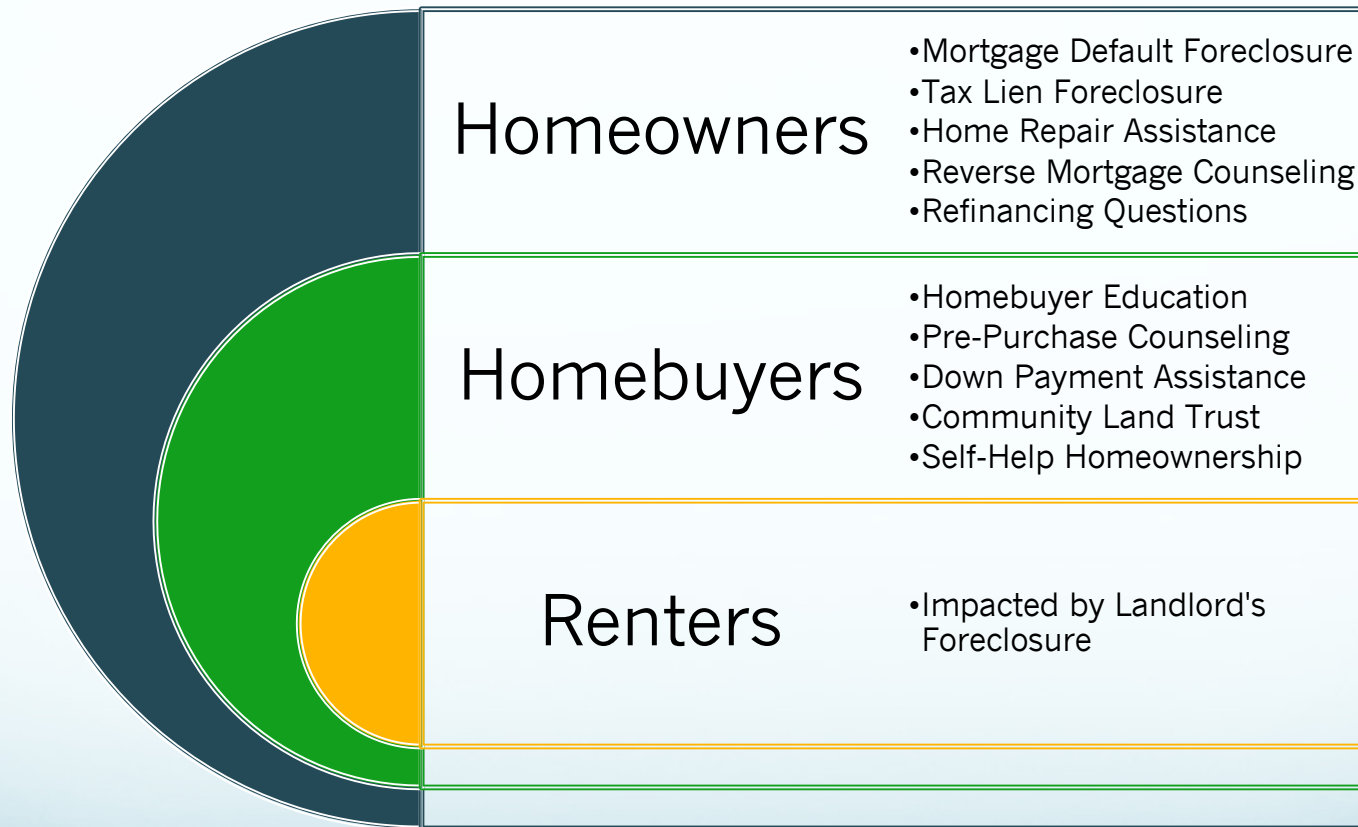 Homeowners
•Mortgage Default Foreclosure
•Tax Lien Foreclosure
•Home Repair Assistance
•Reverse Mortgage Counseling
•Refinancing Questions
Homebuyers
•Homebuyer Education
•Pre-Purchase Counseling
•Down Payment Assistance
•Community Land Trust
•Self-Help Homeownership
Renters
•Impacted by Landlord's
Foreclosure